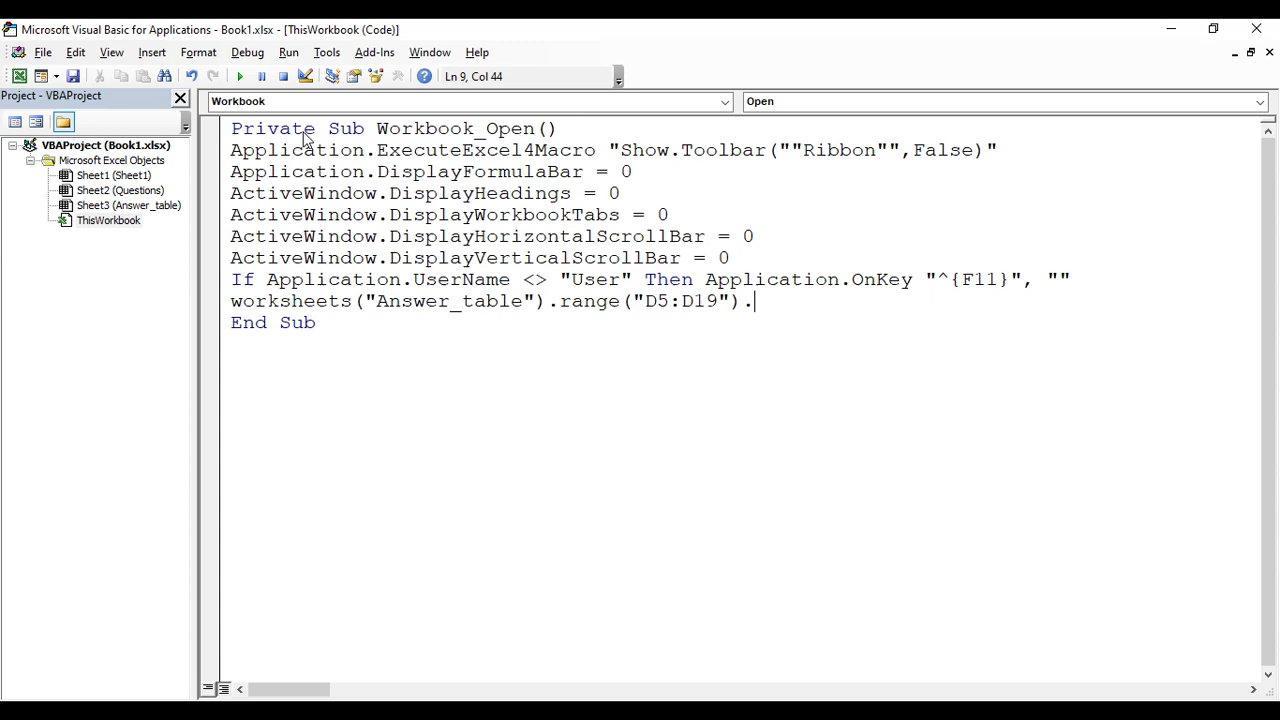 Microsoft Visual Basic for Applications - Book1.xlsx - [ThisWorkbook (Code)]
File Edit View Insert Format Debug Run Tools Add-Ins Window Help
Ln 9, Col 44
Project - VBAProject
Workbook
Open
VBAProject (Book1.xlsx)
Microsoft Excel Objects
Sheet1 (Sheet1)
Sheet2 (Questions)
Sheet3 (Answer_table)
ThisWorkbook
Private Sub Workbook_Open()
Application.ExecuteExcel4Macro "Show.Toolbar(""Ribbon"",False)"
Application.DisplayFormulaBar = 0
ActiveWindow.DisplayHeadings = 0
ActiveWindow.DisplayWorkbookTabs = 0
ActiveWindow.DisplayHorizontalScrollBar = 0
ActiveWindow.DisplayVerticalScrollBar = 0
If Application.UserName <> "User" Then Application.OnKey "^{F11}", ""
worksheets("Answer_table").range("D5:D19").
End Sub